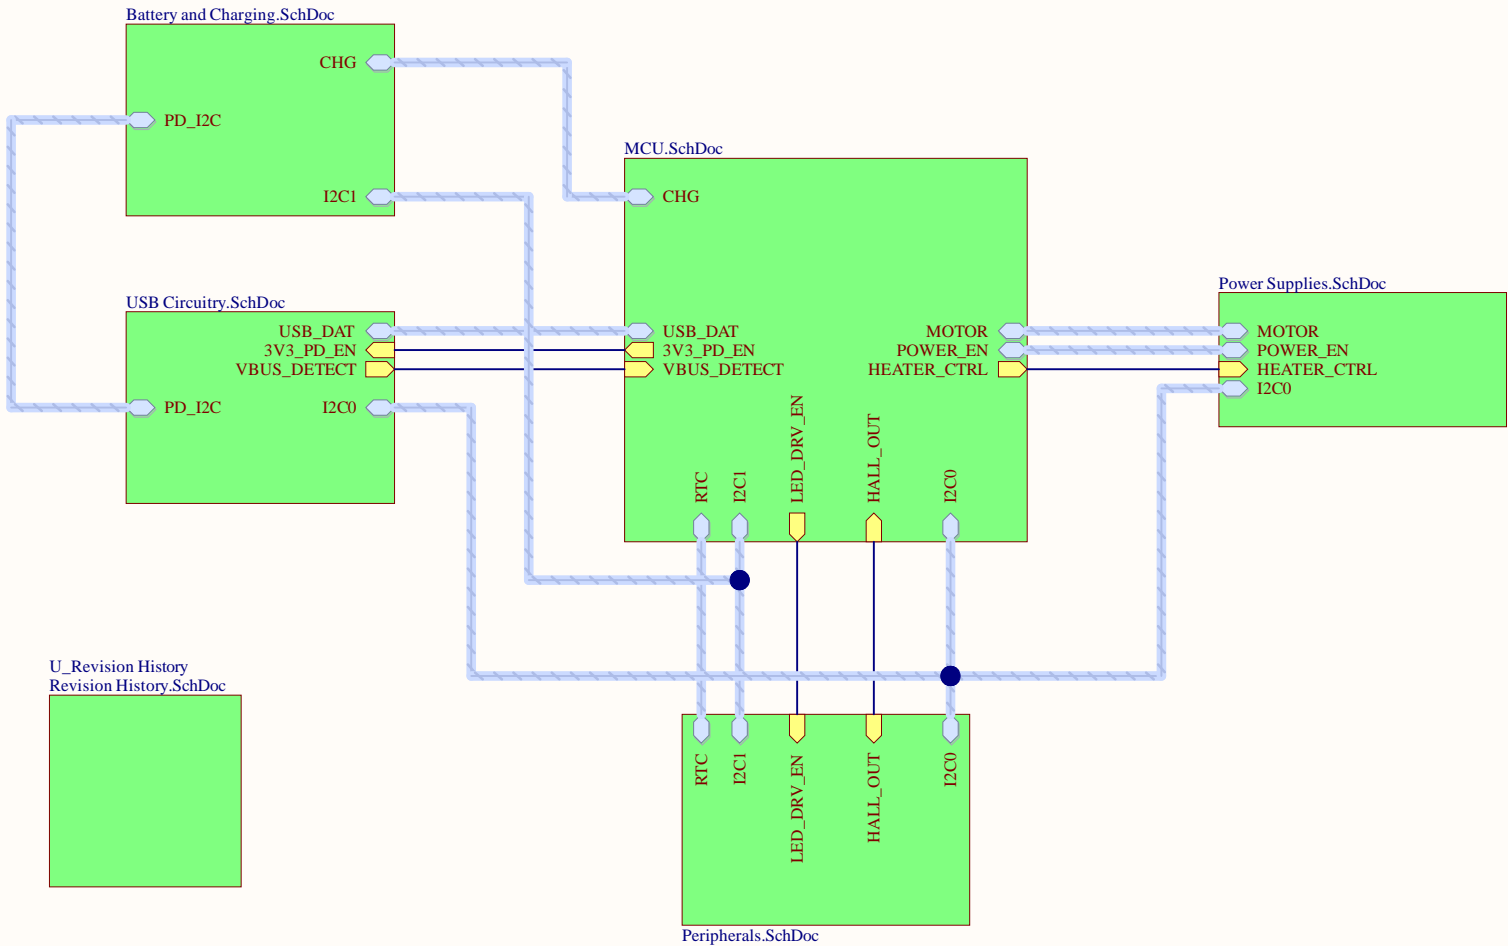 Battery and Charging.SchDoc
CHG
PD_I2C
I2C1
USB Circuitry.SchDoc
USB_DAT
3V3_PD_EN
VBUS_DETECT
PD_I2C
I2C0
MCU.SchDoc
CHG
USB_DAT
3V3_PD_EN
VBUS_DETECT
MOTOR
POWER_EN
HEATER_CTRL
RTC
I2C1
LED_DRV_EN
HALL_OUT
I2C0
Power Supplies.SchDoc
MOTOR
POWER_EN
HEATER_CTRL
I2C0
U_Revision History
Revision History.SchDoc
RTC
I2C1
LED_DRV_EN
HALL_OUT
I2C0
Peripherals.SchDoc